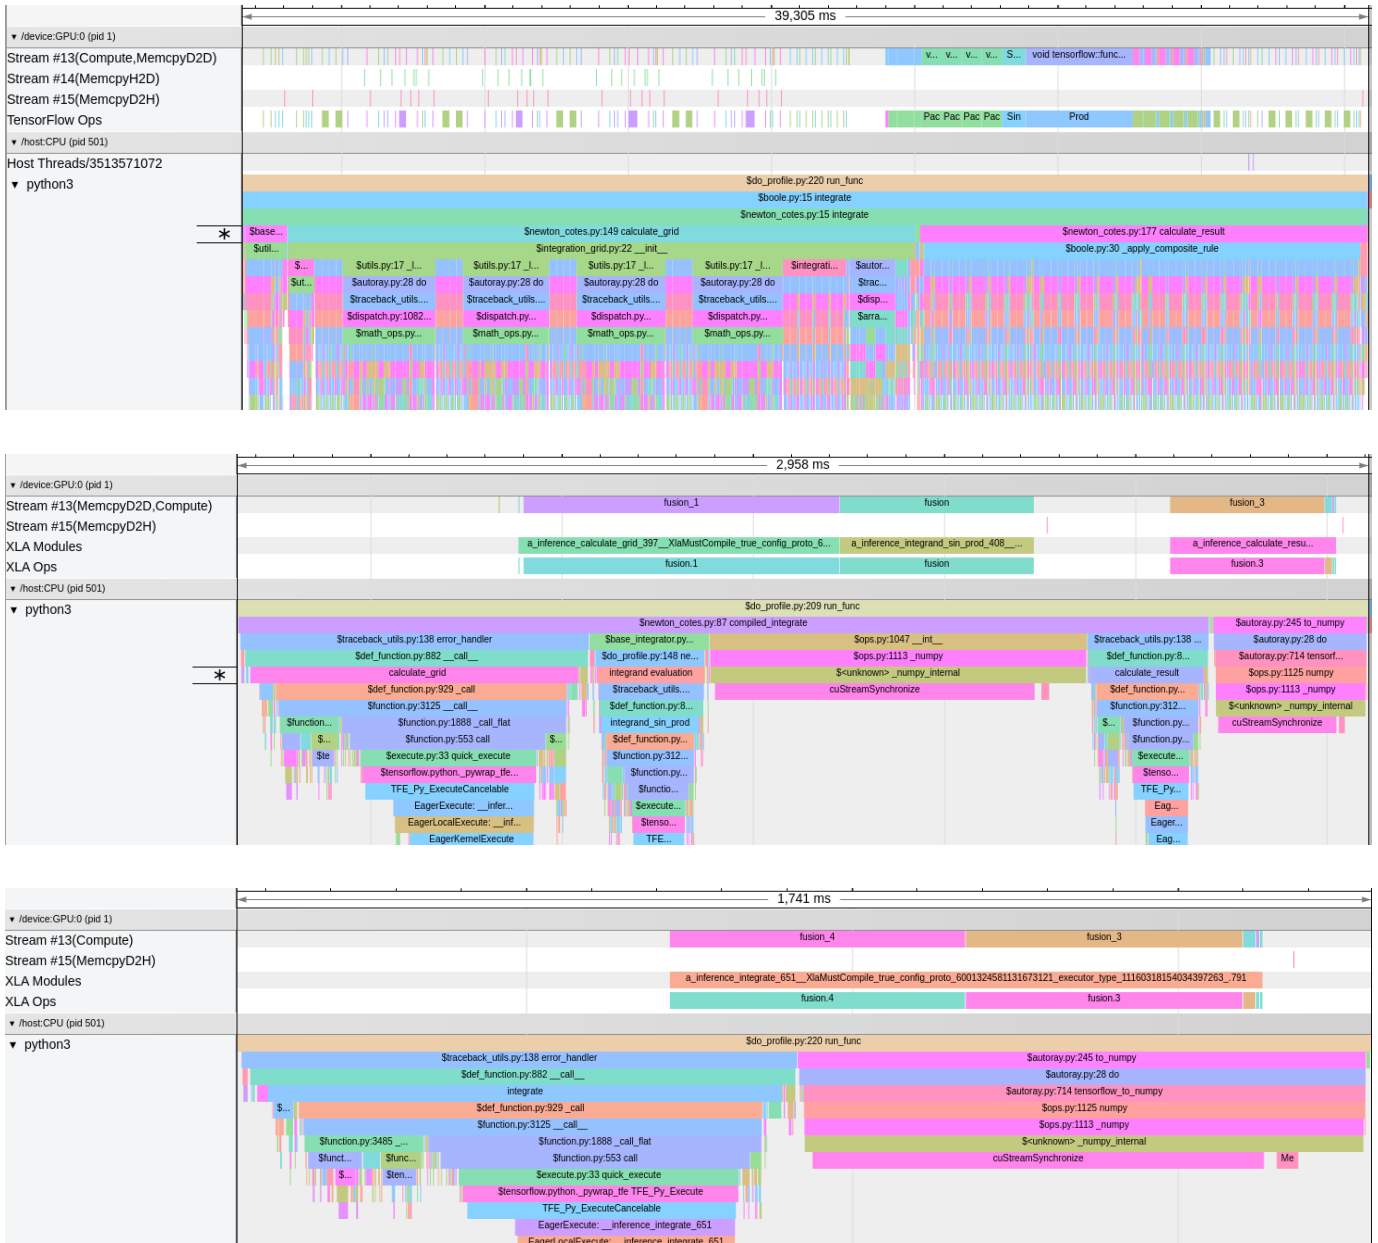 39,305 ms
▾ /device:GPU:0 (pid 1)
Stream #13(Compute,MemcpyD2D) v... v... v... v... S... void tensorflow::func...
Stream #14(MemcpyH2D)
Stream #15(MemcpyD2H)
TensorFlow Ops Pac Pac Pac Pac Sin Prod
▾ /host:CPU (pid 501)
Host Threads/3513571072
▾ python3 $do_profile.py:220 run_func
$boole.py:15 integrate
$newton_cotes.py:15 integrate
* $base... $newton_cotes.py:149 calculate_grid $newton_cotes.py:177 calculate_result
$util... $integration_grid.py:22 __init__ $boole.py:30 _apply_composite_rule
$... $utils.py:17 _l... $utils.py:17 _l... $utils.py:17 _l... $utils.py:17 _l... $integrati... $autor...
$ut... $autoray.py:28 do $autoray.py:28 do $autoray.py:28 do $autoray.py:28 do $trac...
$traceback_utils.... $traceback_utils.... $traceback_utils.... $traceback_utils.... $disp...
$dispatch.py:1082... $dispatch.py... $dispatch.py... $dispatch.py... $arra...
$math_ops.py... $math_ops.py... $math_ops.py... $math_ops.py...
2,958 ms
▾ /device:GPU:0 (pid 1)
Stream #13(MemcpyD2D,Compute) fusion_1 fusion fusion_3
Stream #15(MemcpyD2H)
XLA Modules a_inference_calculate_grid_397__XlaMustCompile_true_config_proto_6... a_inference_integrand_sin_prod_408__... a_inference_calculate_resu...
XLA Ops fusion.1 fusion fusion.3
▾ /host:CPU (pid 501)
▾ python3 $do_profile.py:209 run_func
$newton_cotes.py:87 compiled_integrate $autoray.py:245 to_numpy
$traceback_utils.py:138 error_handler $base_integrator.py... $ops.py:1047 __int__ $traceback_utils.py:138 ... $autoray.py:28 do
$def_function.py:882 __call__ $do_profile.py:148 ne... $ops.py:1113 _numpy $def_function.py:8... $autoray.py:714 tensorf...
* calculate_grid integrand evaluation $<unknown> _numpy_internal calculate_result $ops.py:1125 numpy
$def_function.py:929 _call $traceback_utils.... cuStreamSynchronize $def_function.py... $ops.py:1113 _numpy
$function.py:3125 __call__ $def_function.py:8... $function.py:312... $<unknown> _numpy_internal
$function... $function.py:1888 _call_flat integrand_sin_prod $... $function.py:... cuStreamSynchronize
$... $function.py:553 call $... $def_function.py... $function.py...
$te $execute.py:33 quick_execute $function.py:312... $execute...
$tensorflow.python._pywrap_tfe... $function.py... $tenso...
TFE_Py_ExecuteCancelable $functio... TFE_Py...
EagerExecute: __infer... $execute... Eag...
EagerLocalExecute: __inf... $tenso... Eager...
EagerKernelExecute TFE... Eag...
1,741 ms
▾ /device:GPU:0 (pid 1)
Stream #13(Compute) fusion_4 fusion_3
Stream #15(MemcpyD2H)
XLA Modules a_inference_integrate_651__XlaMustCompile_true_config_proto_6001324581131673121_executor_type_11160318154034397263_.791
XLA Ops fusion.4 fusion.3
▾ /host:CPU (pid 501)
▾ python3 $do_profile.py:220 run_func
$traceback_utils.py:138 error_handler $autoray.py:245 to_numpy
$def_function.py:882 __call__ $autoray.py:28 do
integrate $autoray.py:714 tensorflow_to_numpy
$... $def_function.py:929 _call $ops.py:1125 numpy
$function.py:3125 __call__ $ops.py:1113 _numpy
$function.py:3485 _... $function.py:1888 _call_flat $<unknown> _numpy_internal
$funct... $func... $function.py:553 call cuStreamSynchronize Me
$... $ten... $execute.py:33 quick_execute
$tensorflow.python._pywrap_tfe TFE_Py_Execute
TFE_Py_ExecuteCancelable
EagerExecute: __inference_integrate_651
EagerLocalExecute: __inference_integrate_651